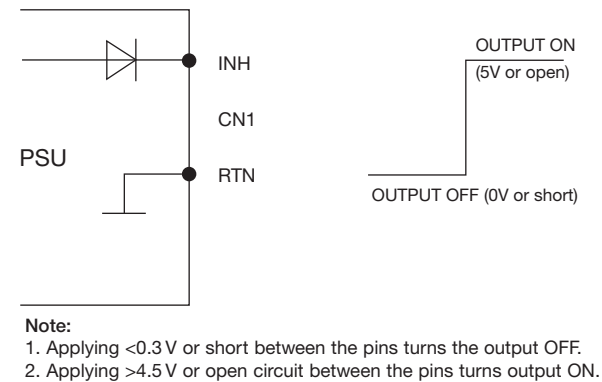 INH
CN1
PSU
RTN
OUTPUT ON
(5V or open)
OUTPUT OFF (0V or short)
Note:
1. Applying <0.3 V or short between the pins turns the output OFF.
2. Applying >4.5 V or open circuit between the pins turns output ON.